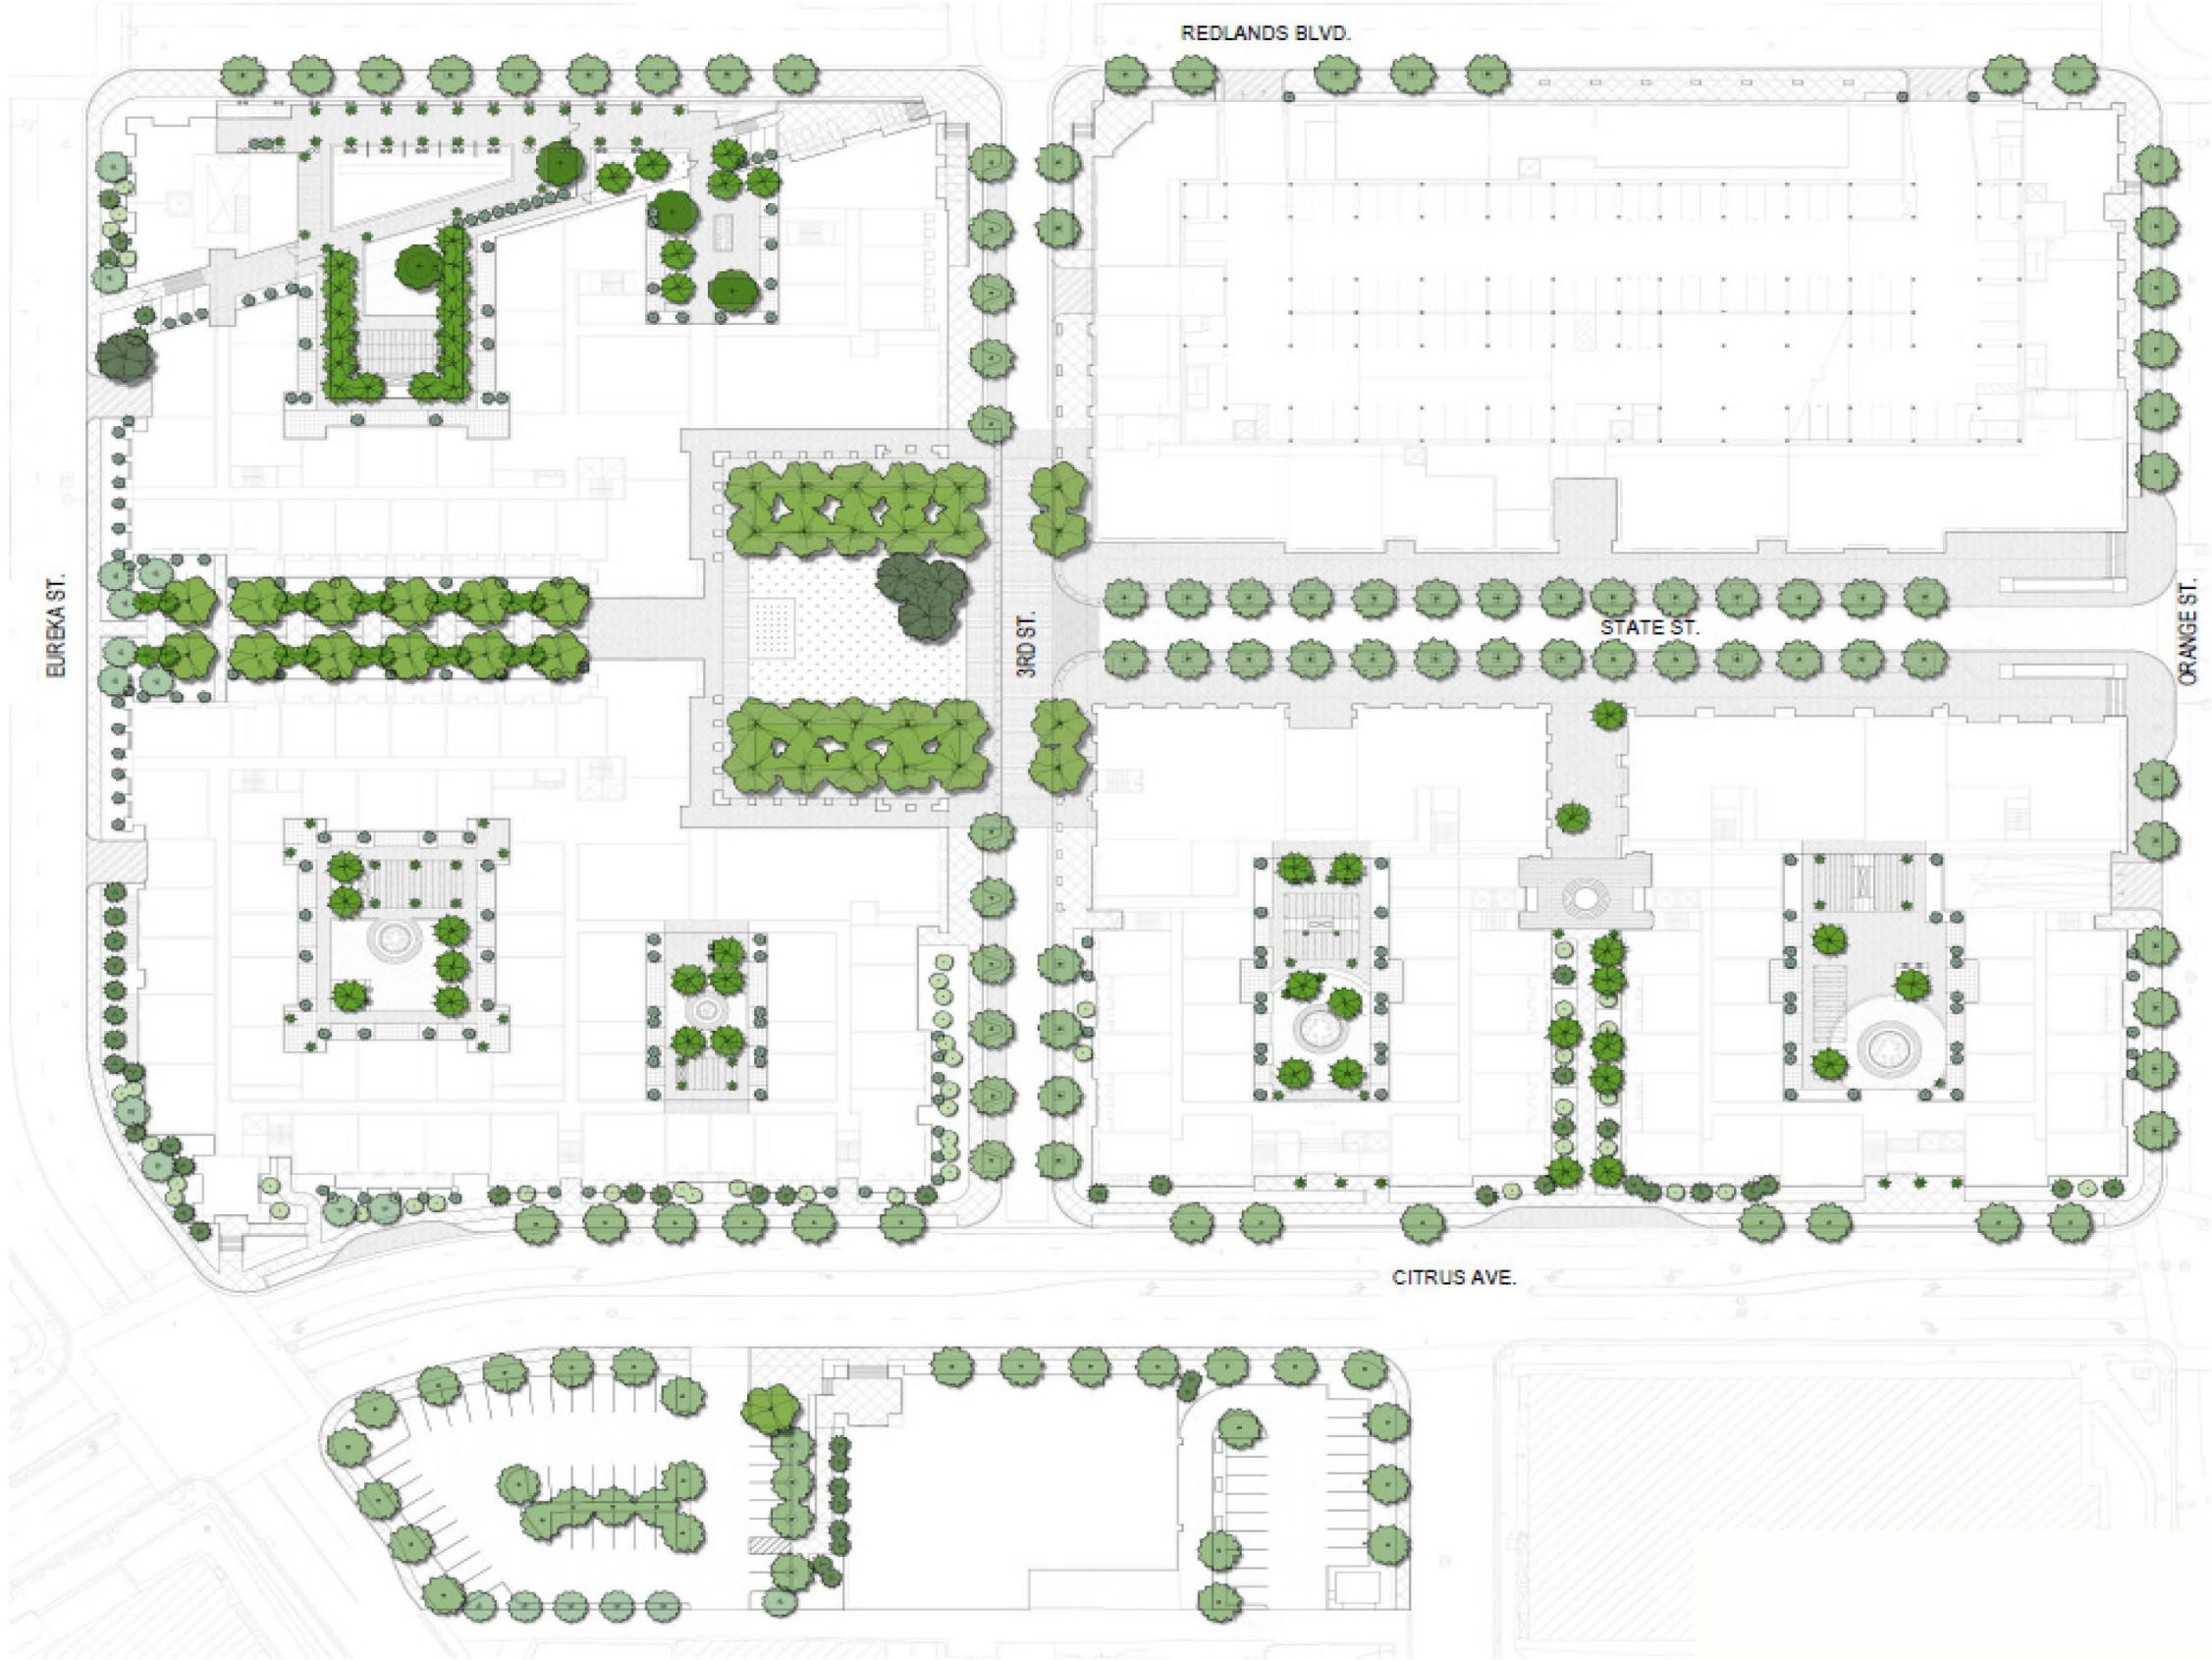 REDLANDS BLVD.
EUREKA ST.
3RD ST.
STATE ST.
ORANGE ST.
CITRUS AVE.